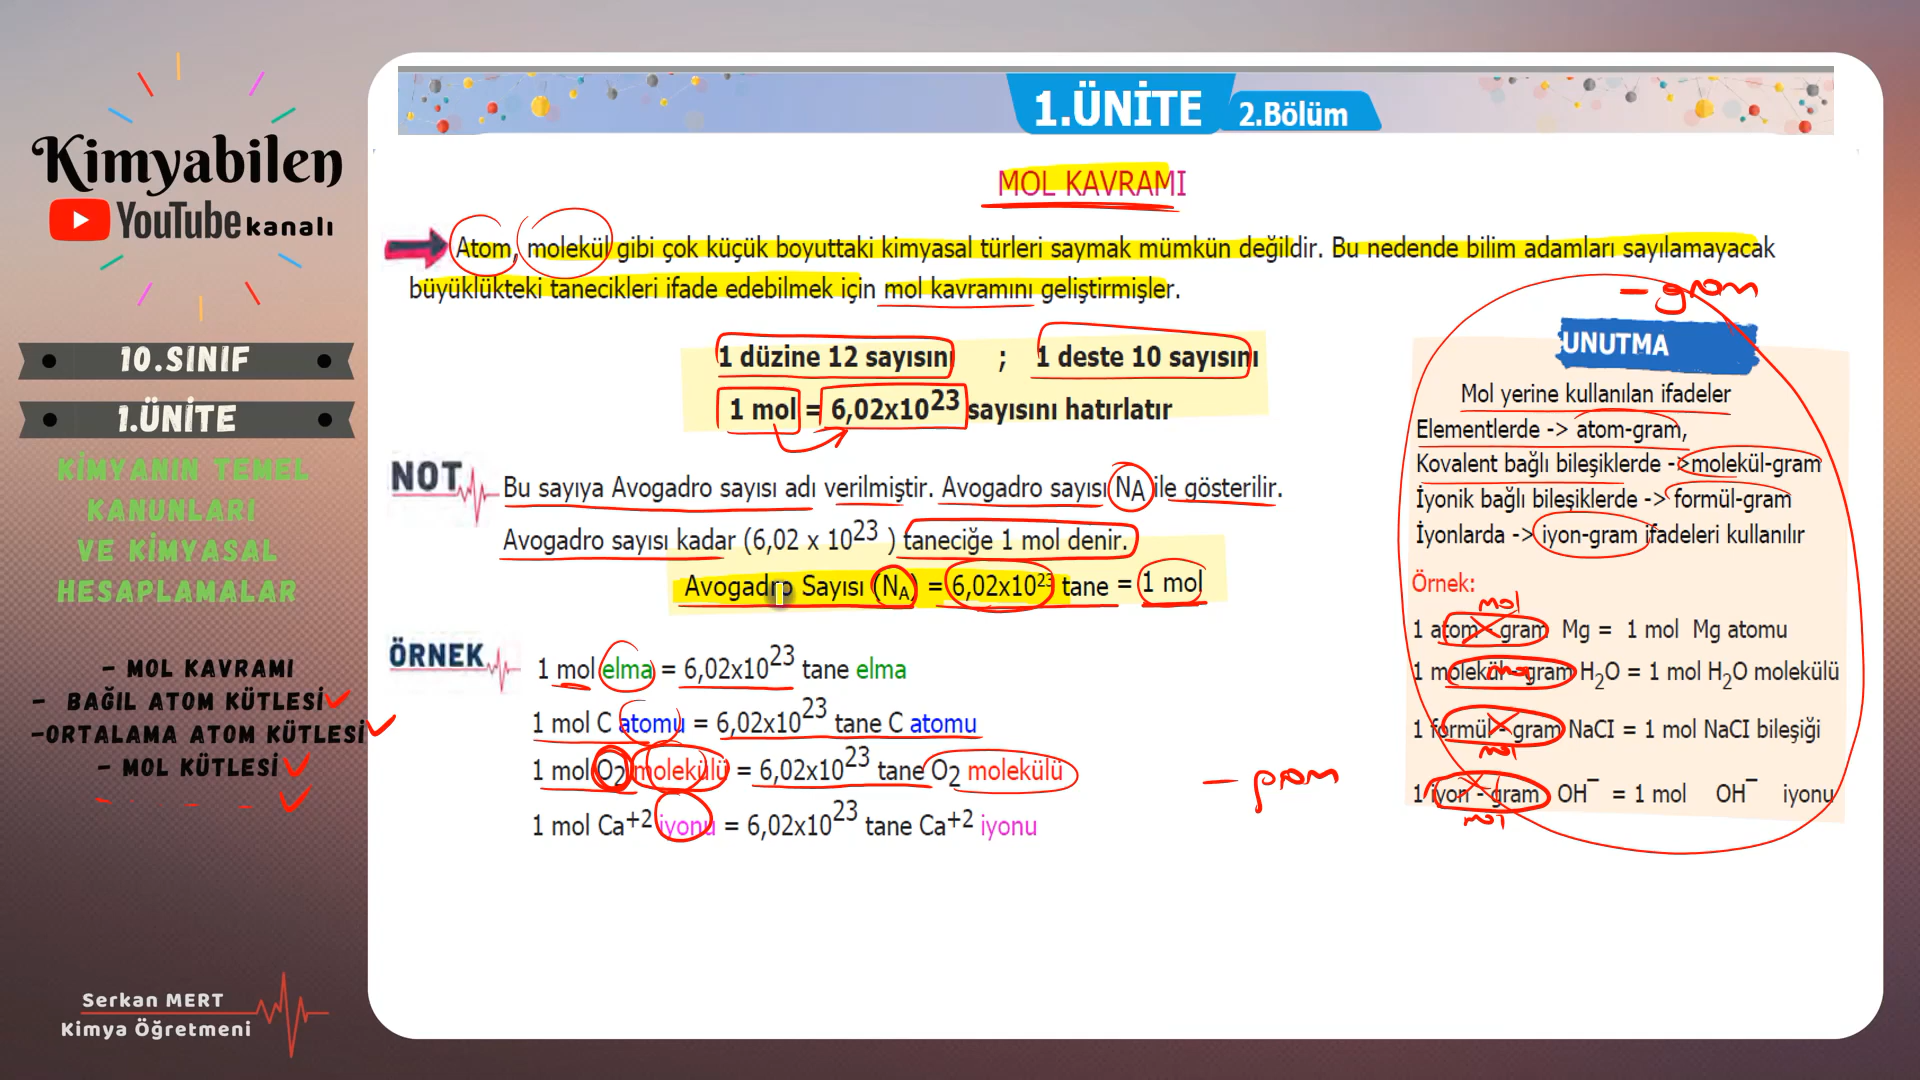 Kimyabilen
YouTube kanalı
10.SINIF
1.ÜNİTE
KİMYANIN TEMEL
KANUNLARI
VE KİMYASAL
HESAPLAMALAR
- MOL KAVRAMI
- BAĞIL ATOM KÜTLESİ
-ORTALAMA ATOM KÜTLESİ
- MOL KÜTLESİ
Serkan MERT
Kimya Öğretmeni
1.ÜNİTE 2.Bölüm
MOL KAVRAMI
Atom, molekül gibi çok küçük boyuttaki kimyasal türleri saymak mümkün değildir. Bu nedende bilim adamları sayılamayacak
büyüklükteki tanecikleri ifade edebilmek için mol kavramını geliştirmişler.
1 düzine 12 sayısını ; 1 deste 10 sayısını
1 mol = 6,02x10²³ sayısını hatırlatır
NOT Bu sayıya Avogadro sayısı adı verilmiştir. Avogadro sayısı NA ile gösterilir.
Avogadro sayısı kadar (6,02 x 10²³ ) taneciğe 1 mol denir.
Avogadro Sayısı (NA) = 6,02x10²³ tane = 1 mol
ÖRNEK 1 mol elma = 6,02x10²³ tane elma
1 mol C atomu = 6,02x10²³ tane C atomu
1 mol O₂ molekülü = 6,02x10²³ tane O₂ molekülü
1 mol Ca⁺² iyonu = 6,02x10²³ tane Ca⁺² iyonu
- gram
UNUTMA
Mol yerine kullanılan ifadeler
Elementlerde -> atom-gram,
Kovalent bağlı bileşiklerde ->molekül-gram
İyonik bağlı bileşiklerde -> formül-gram
İyonlarda -> iyon-gram ifadeleri kullanılır
Örnek:
mol
1 atom - gram Mg = 1 mol Mg atomu
1 molekül - gram H₂O = 1 mol H₂O molekülü
1 formül - gram NaCI = 1 mol NaCI bileşiği
mol
1 iyon - gram OH⁻ = 1 mol OH⁻ iyonu
mol